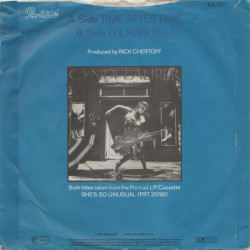 Portrait
A Side TIME AFTER TIME
B Side I'LL KISS YOU
Produced by RICK CHERTOFF
CYNDI LAUPER
Both titles taken from the Portrait LP/Cassette
SHE'S SO UNUSUAL (PRT 25792)